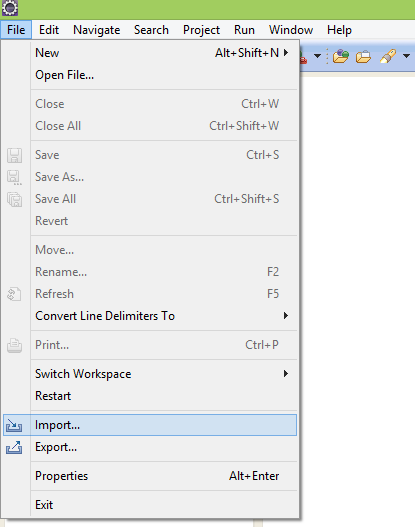 File Edit Navigate Search Project Run Window Help
New Alt+Shift+N
Open File...
Close Ctrl+W
Close All Ctrl+Shift+W
Save Ctrl+S
Save As...
Save All Ctrl+Shift+S
Revert
Move...
Rename... F2
Refresh F5
Convert Line Delimiters To
Print... Ctrl+P
Switch Workspace
Restart
Import...
Export...
Properties Alt+Enter
Exit